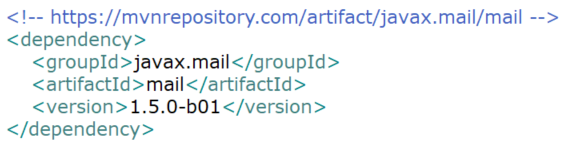 <!-- https://mvnrepository.com/artifact/javax.mail/mail -->
<dependency>
    <groupId>javax.mail</groupId>
    <artifactId>mail</artifactId>
    <version>1.5.0-b01</version>
</dependency>